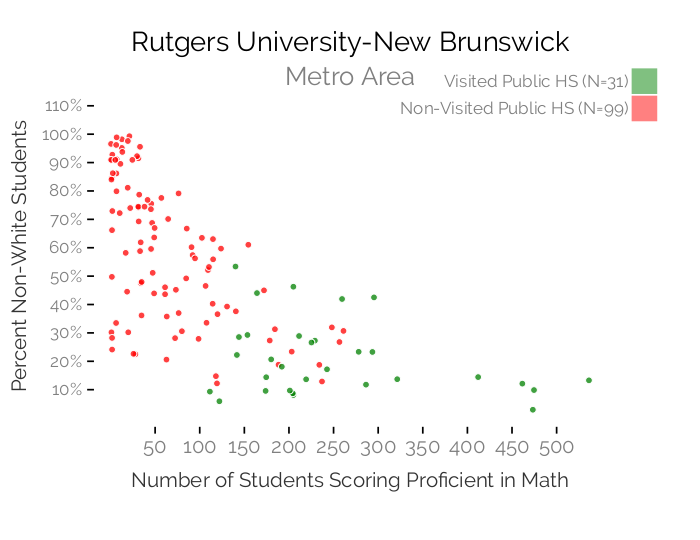 Rutgers University-New Brunswick
Metro Area
Visited Public HS (N=31)
Non-Visited Public HS (N=99)
Percent Non-White Students
110%
100%
90%
80%
70%
60%
50%
40%
30%
20%
10%
50 100 150 200 250 300 350 400 450 500
Number of Students Scoring Proficient in Math